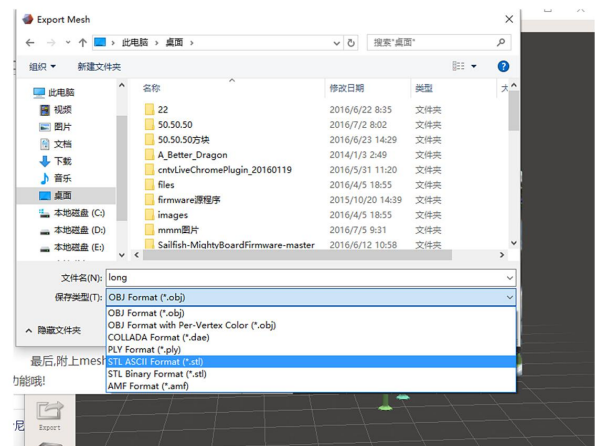 Export Mesh
此电脑 › 桌面 ›
搜索"桌面"
组织 新建文件夹
此电脑
视频
图片
文档
下载
音乐
桌面
本地磁盘 (C:)
本地磁盘 (D:)
本地磁盘 (E:)
名称 修改日期 类型 大
22 2016/6/22 8:35 文件夹
50.50.50 2016/7/2 8:02 文件夹
50.50.50方块 2016/6/23 14:29 文件夹
A_Better_Dragon 2014/1/3 2:49 文件夹
cntvLiveChromePlugin_20160119 2016/5/31 11:20 文件夹
files 2016/4/5 18:55 文件夹
firmware源程序 2015/10/20 14:39 文件夹
images 2016/4/5 18:55 文件夹
mmm图片 2016/7/5 9:31 文件夹
Sailfish-MightyBoardFirmware-master 2016/6/12 10:58 文件夹
文件名(N): long
保存类型(T): OBJ Format (*.obj)
OBJ Format (*.obj)
OBJ Format with Per-Vertex Color (*.obj)
COLLADA Format (*.dae)
PLY Format (*.ply)
STL ASCII Format (*.stl)
STL Binary Format (*.stl)
AMF Format (*.amf)
隐藏文件夹
最后,附上mesh
功能哦!
尼
Export